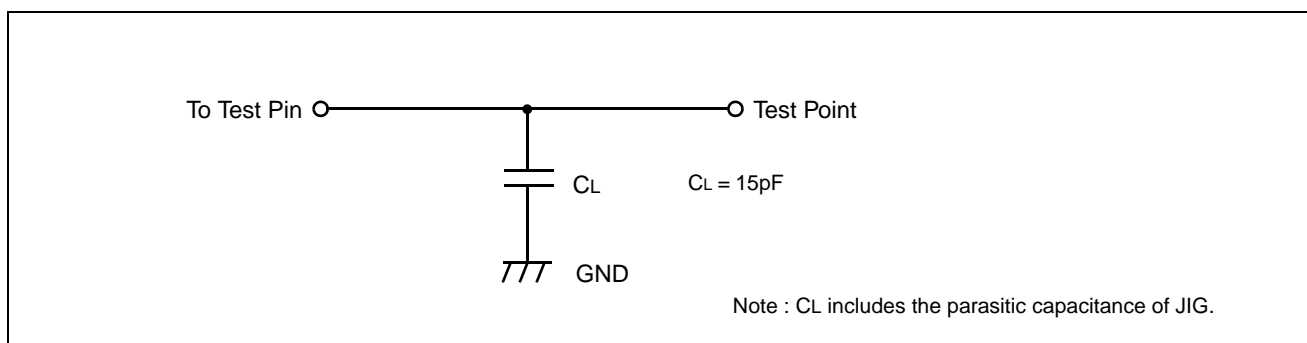 To Test Pin
Test Point
CL
CL = 15pF
GND
Note : CL includes the parasitic capacitance of JIG.